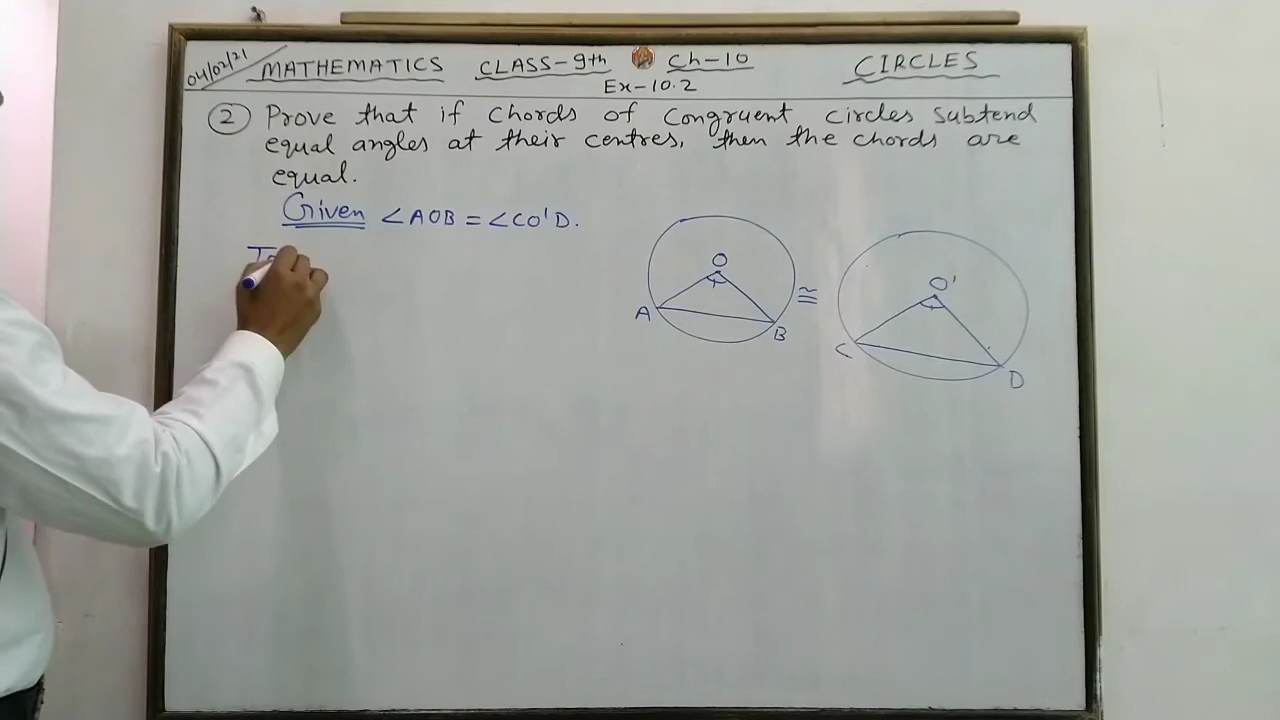 04/02/21 MATHEMATICS CLASS-9th Ch-10 CIRCLES
Ex-10.2
② Prove that if chords of congruent circles subtend
equal angles at their centres, then the chords are
equal.
Given ∠AOB = ∠CO'D.
To
O
A
B
≅
O'
C
D